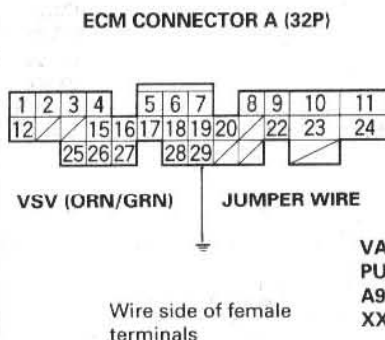 ECM CONNECTOR A (32P)
1 2 3 4 5 6 7 8 9 10 11
12 15 16 17 18 19 20 22 23 24
25 26 27 28 29
VSV (ORN/GRN) JUMPER WIRE
VA
PU
A9
XX
Wire side of female
terminals